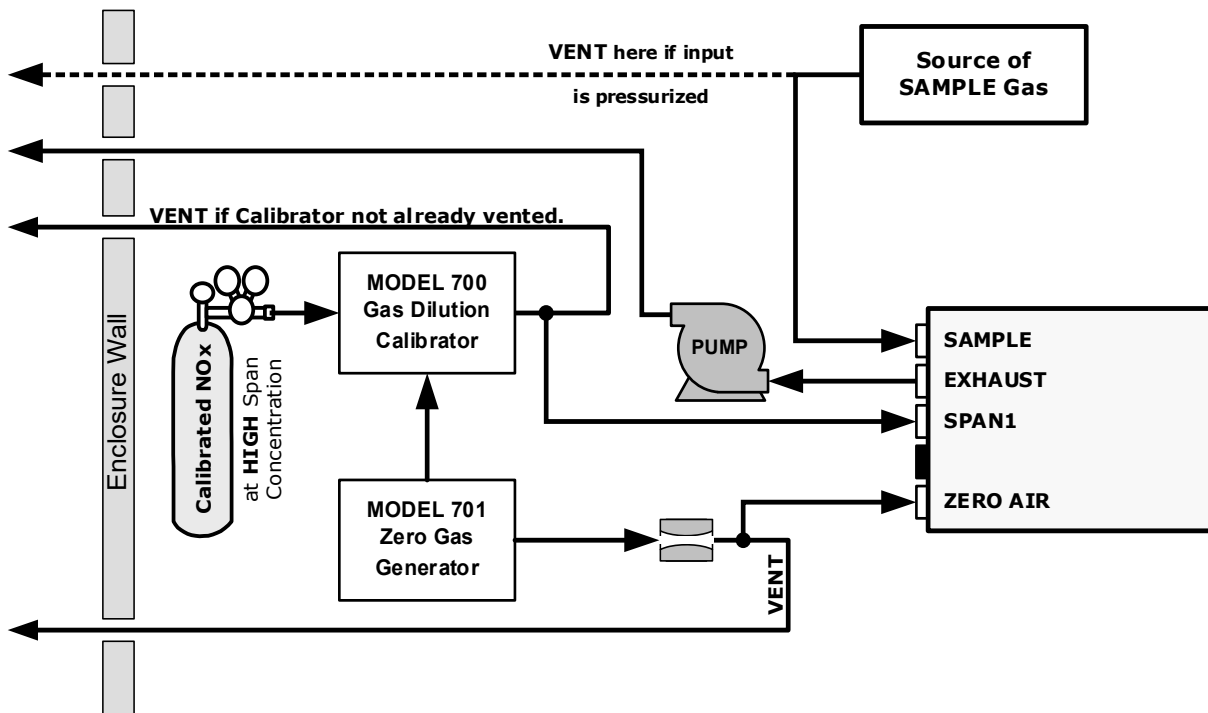 VENT here if input
is pressurized
Source of
SAMPLE Gas
VENT if Calibrator not already vented.
Enclosure Wall
Calibrated NOx
at HIGH Span
Concentration
MODEL 700
Gas Dilution
Calibrator
PUMP
SAMPLE
EXHAUST
SPAN1
ZERO AIR
MODEL 701
Zero Gas
Generator
VENT